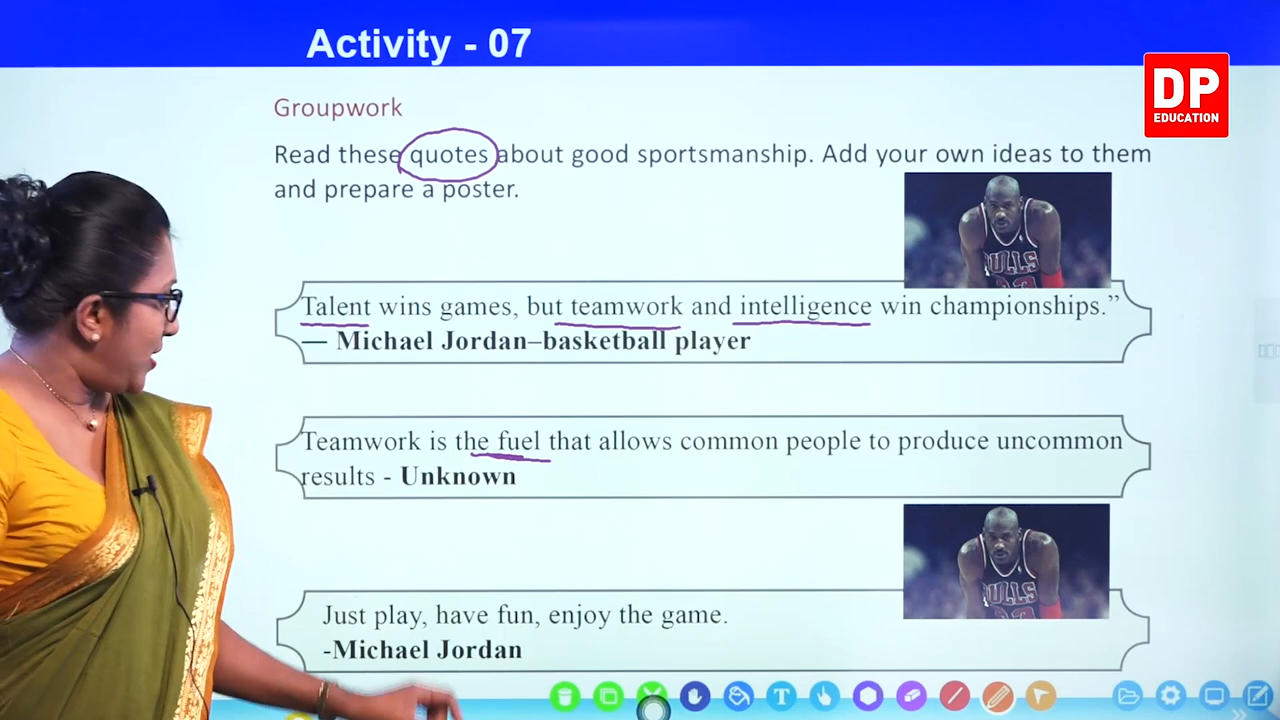 Activity - 07
DP
EDUCATION
Groupwork
Read these quotes about good sportsmanship. Add your own ideas to them
and prepare a poster.
BULLS
Talent wins games, but teamwork and intelligence win championships.”
— Michael Jordan–basketball player
Teamwork is the fuel that allows common people to produce uncommon
results - Unknown
BULLS
Just play, have fun, enjoy the game.
-Michael Jordan
T